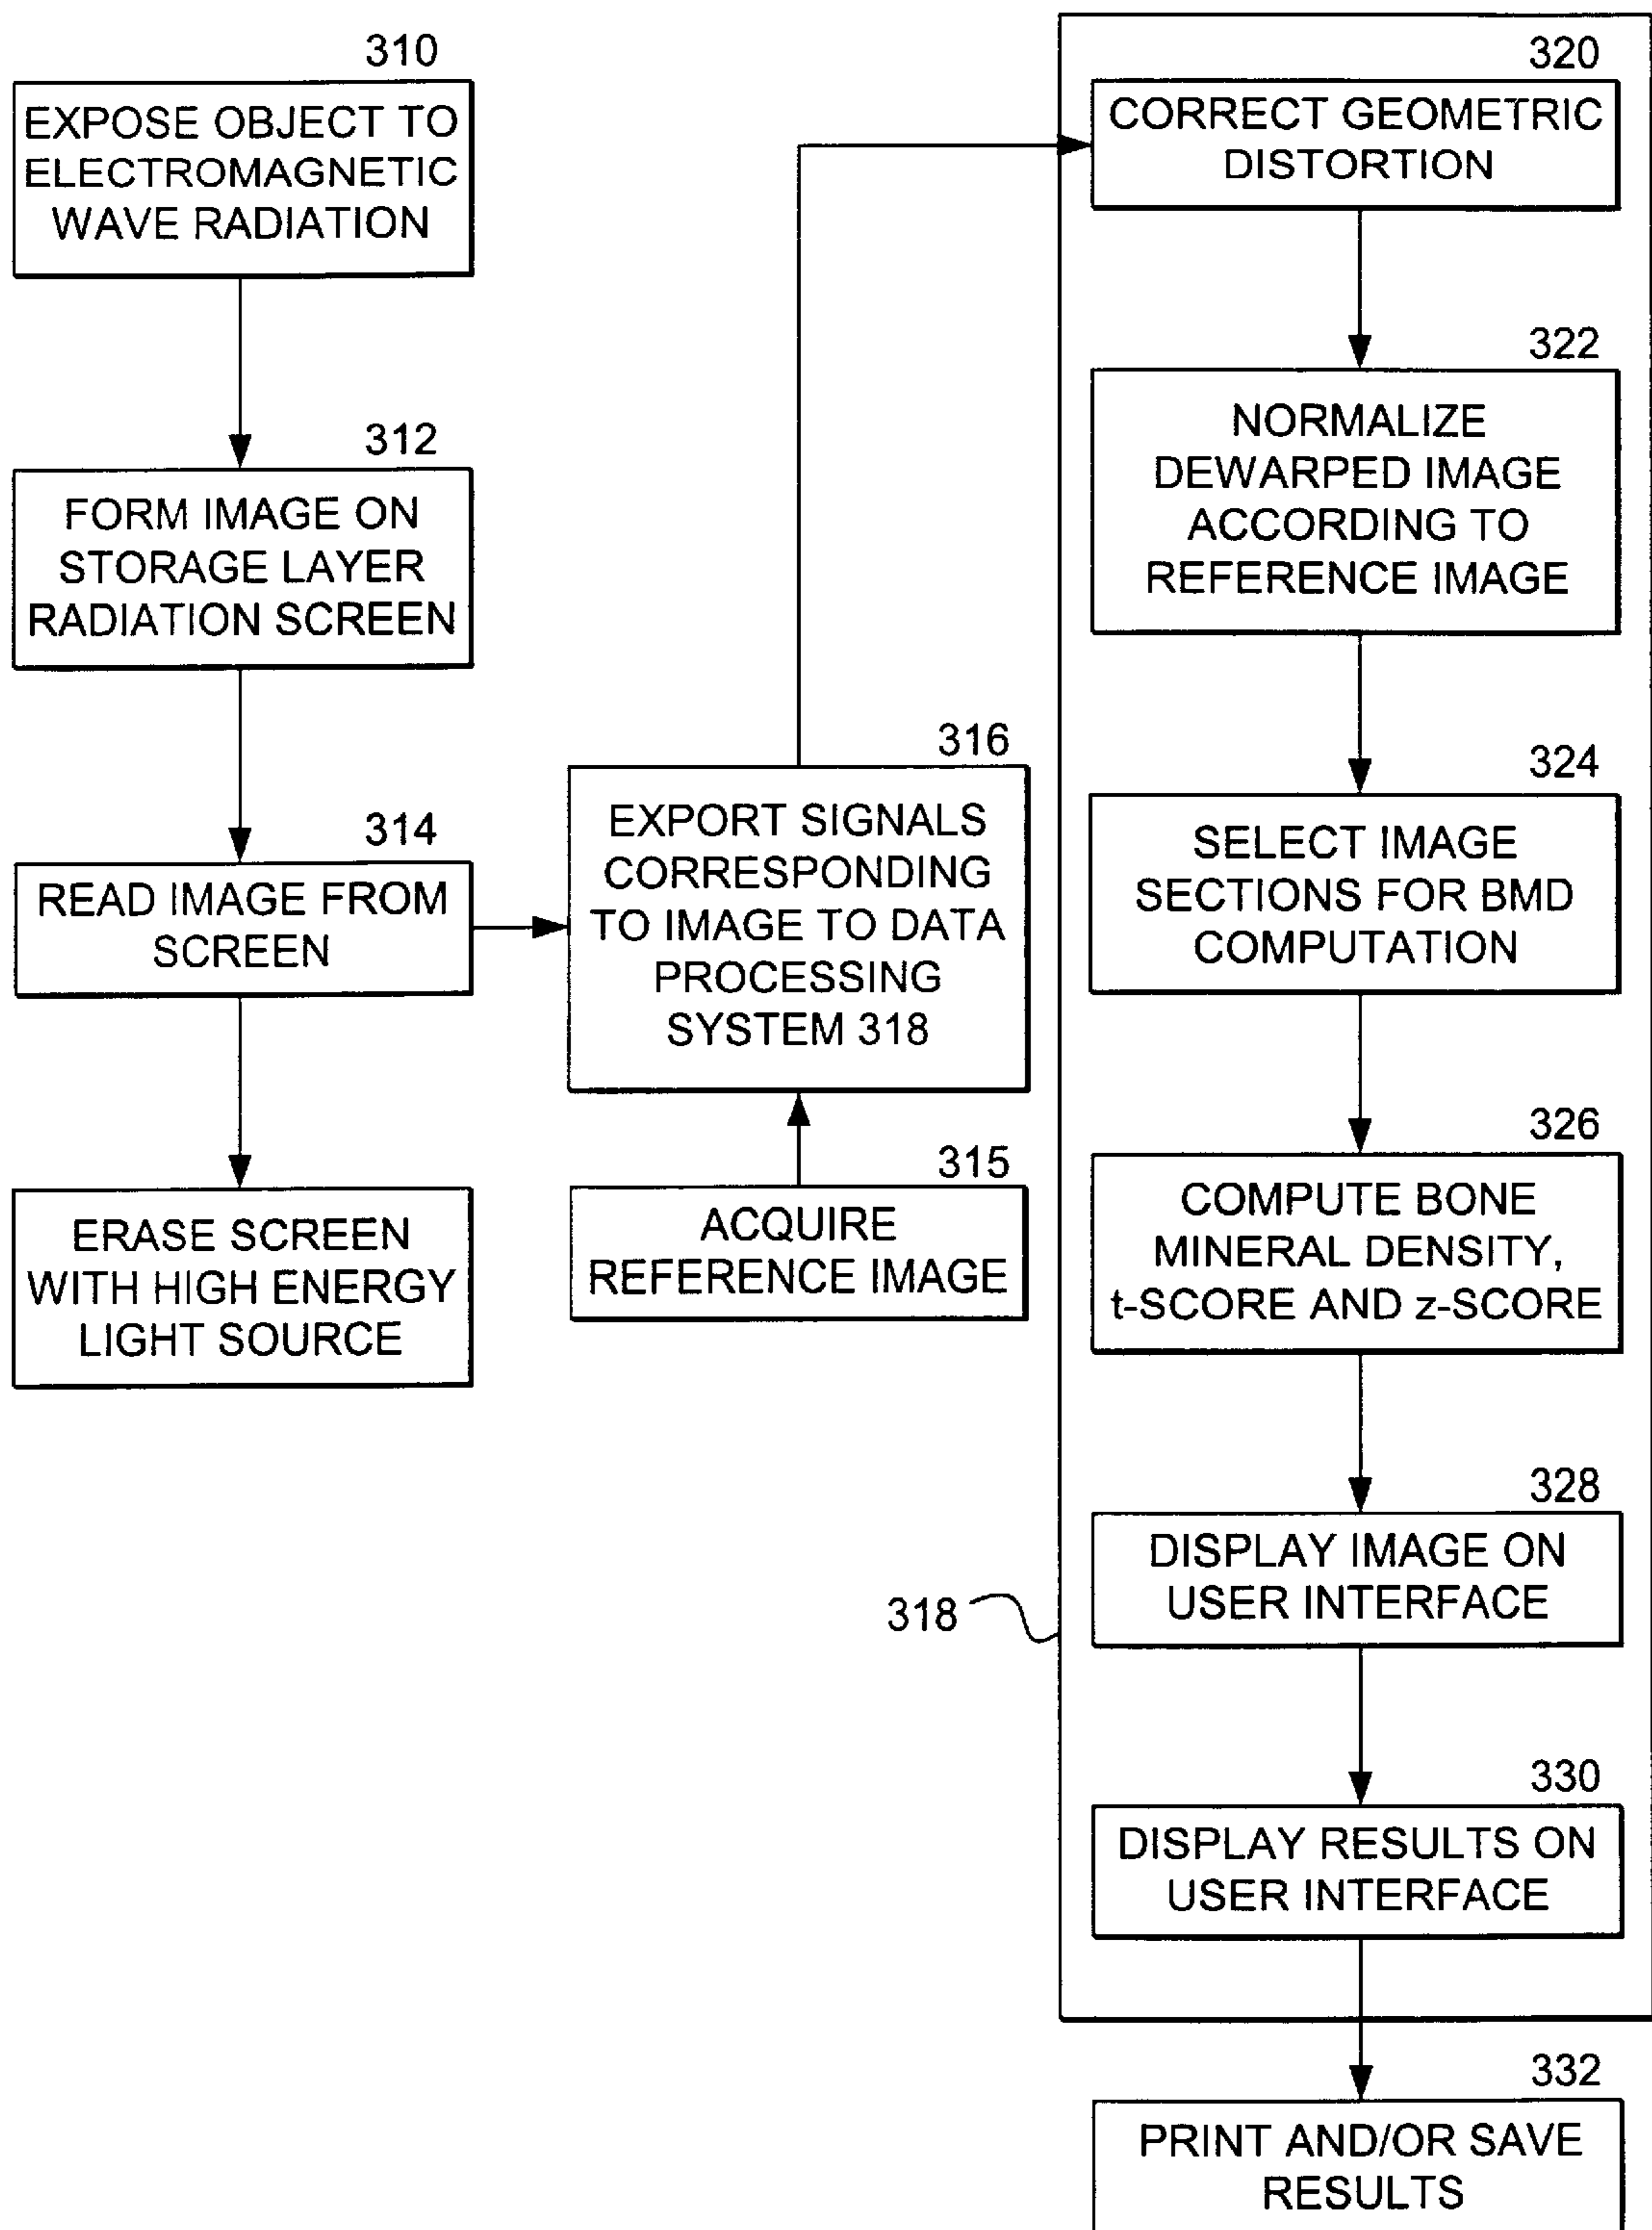 310
EXPOSE OBJECT TO
ELECTROMAGNETIC
WAVE RADIATION
312
FORM IMAGE ON
STORAGE LAYER
RADIATION SCREEN
314
READ IMAGE FROM
SCREEN
ERASE SCREEN
WITH HIGH ENERGY
LIGHT SOURCE
316
EXPORT SIGNALS
CORRESPONDING
TO IMAGE TO DATA
PROCESSING
SYSTEM 318
315
ACQUIRE
REFERENCE IMAGE
318
320
CORRECT GEOMETRIC
DISTORTION
322
NORMALIZE
DEWARPED IMAGE
ACCORDING TO
REFERENCE IMAGE
324
SELECT IMAGE
SECTIONS FOR BMD
COMPUTATION
326
COMPUTE BONE
MINERAL DENSITY,
t-SCORE AND z-SCORE
328
DISPLAY IMAGE ON
USER INTERFACE
330
DISPLAY RESULTS ON
USER INTERFACE
332
PRINT AND/OR SAVE
RESULTS